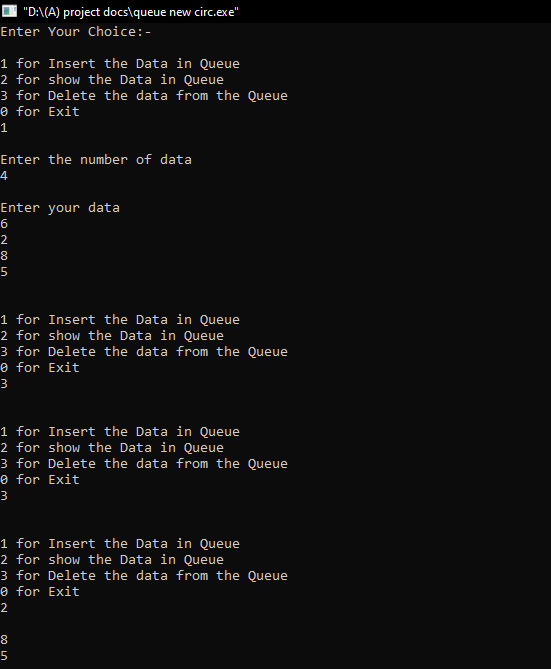 "D:\(A) project docs\queue new circ.exe"
Enter Your Choice:-
1 for Insert the Data in Queue
2 for show the Data in Queue
3 for Delete the data from the Queue
0 for Exit
1
Enter the number of data
4
Enter your data
6
2
8
5
1 for Insert the Data in Queue
2 for show the Data in Queue
3 for Delete the data from the Queue
0 for Exit
3
1 for Insert the Data in Queue
2 for show the Data in Queue
3 for Delete the data from the Queue
0 for Exit
3
1 for Insert the Data in Queue
2 for show the Data in Queue
3 for Delete the data from the Queue
0 for Exit
2
8
5